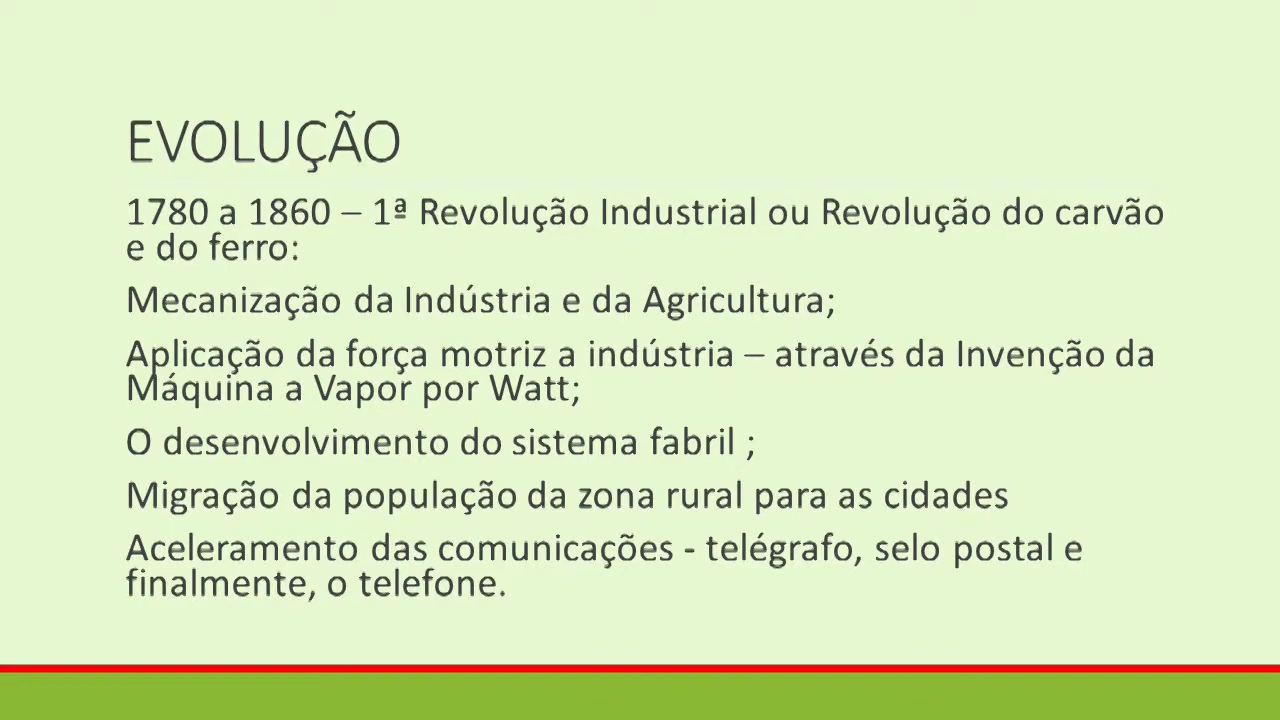 EVOLUÇÃO
1780 a 1860 – 1ª Revolução Industrial ou Revolução do carvão
e do ferro:
Mecanização da Indústria e da Agricultura;
Aplicação da força motriz a indústria – através da Invenção da
Máquina a Vapor por Watt;
O desenvolvimento do sistema fabril ;
Migração da população da zona rural para as cidades
Aceleramento das comunicações - telégrafo, selo postal e
finalmente, o telefone.